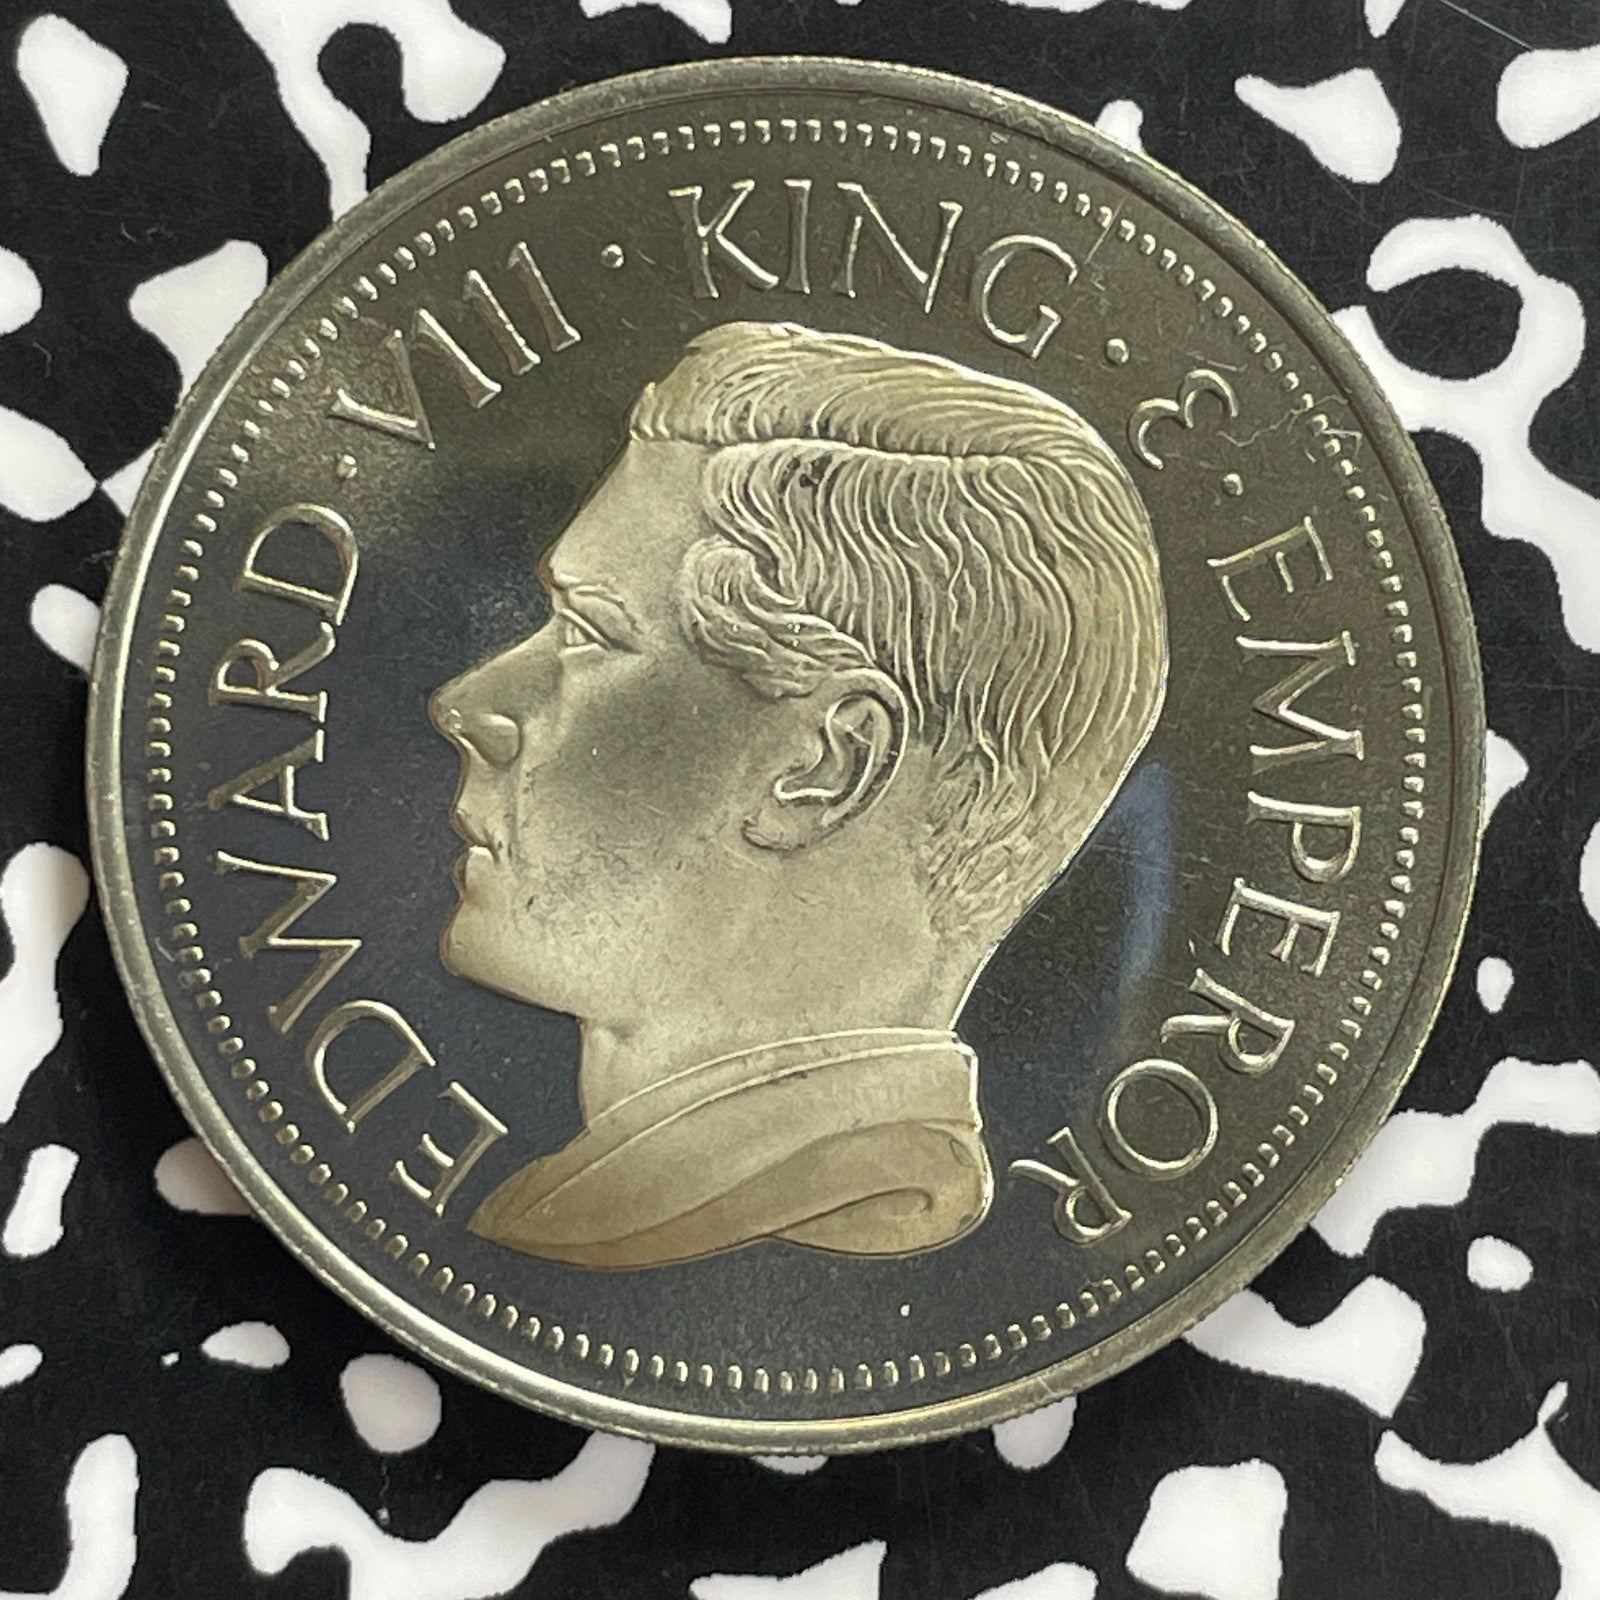 EDWARD · VIII · KING · & · EMPEROR